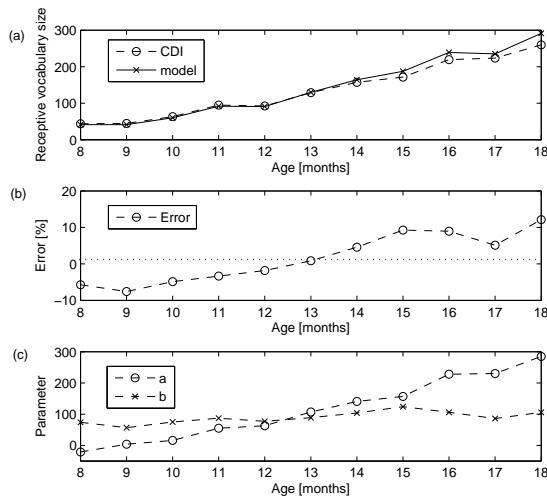 (a)
Receptive vocabulary size
300
200
100
0
CDI
model
8 9 10 11 12 13 14 15 16 17 18
Age [months]
(b)
Error [%]
20
10
0
−10
Error
8 9 10 11 12 13 14 15 16 17 18
Age [months]
(c)
Parameter
300
200
100
0
a
b
8 9 10 11 12 13 14 15 16 17 18
Age [months]